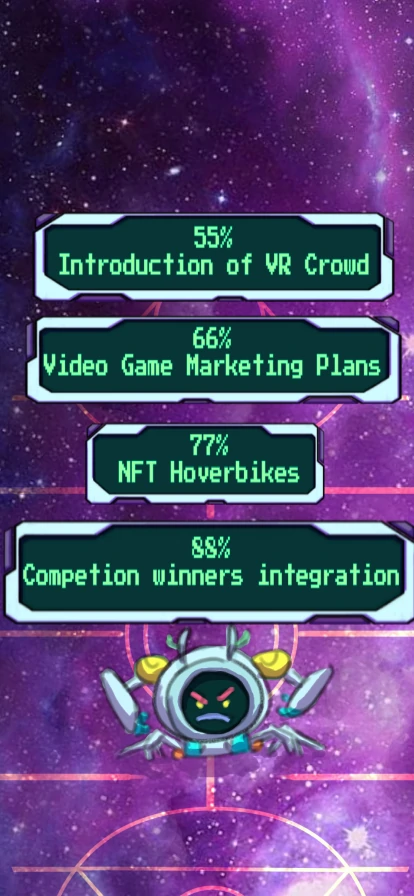 55%
Introduction of VR Crowd
66%
Video Game Marketing Plans
77%
NFT Hoverbikes
88%
Competion winners integration